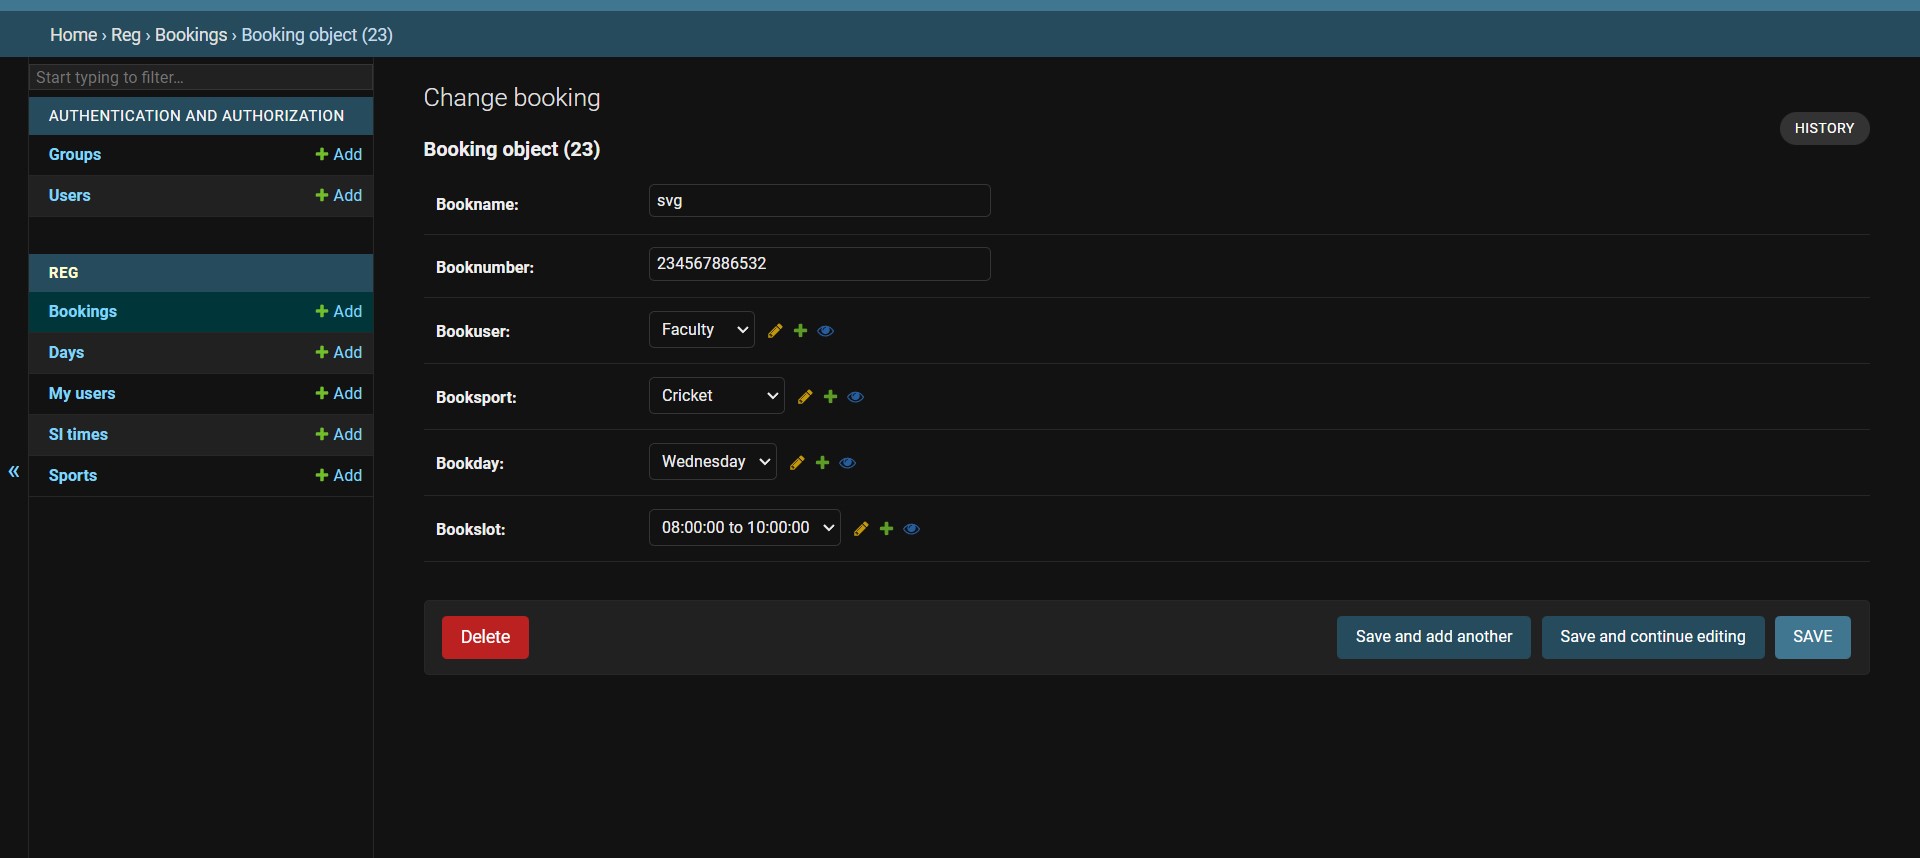 Home › Reg › Bookings › Booking object (23)
Start typing to filter...
AUTHENTICATION AND AUTHORIZATION
Groups + Add
Users + Add
REG
Bookings + Add
Days + Add
My users + Add
SI times + Add
Sports + Add
«
Change booking
HISTORY
Booking object (23)
Bookname: svg
Booknumber: 234567886532
Bookuser: Faculty
Booksport: Cricket
Bookday: Wednesday
Bookslot: 08:00:00 to 10:00:00
Delete Save and add another Save and continue editing SAVE